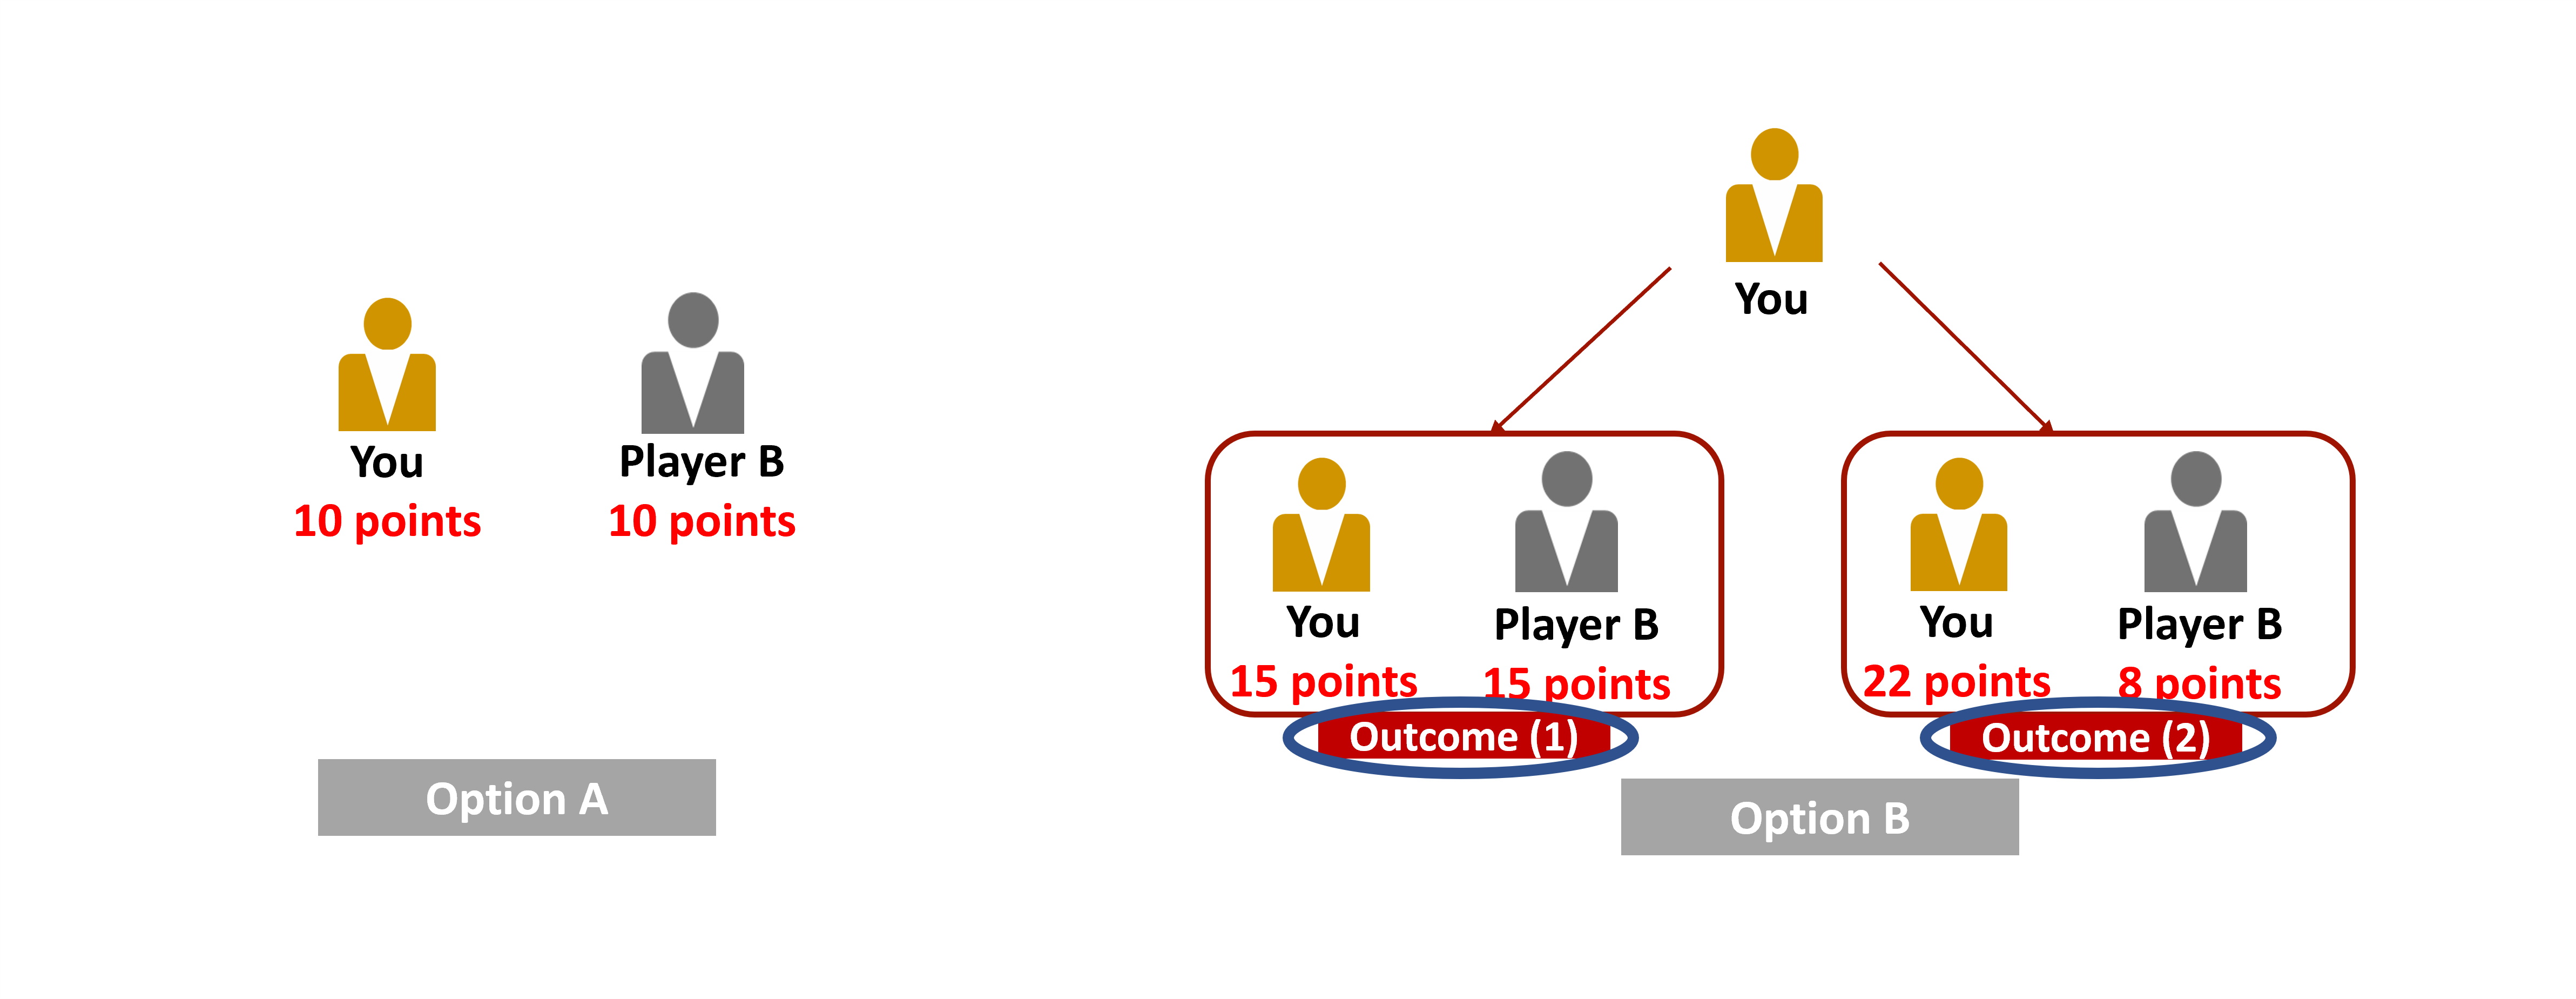 You
You
10 points
Player B
10 points
You
15 points
Player B
15 points
You
22 points
Player B
8 points
Outcome (1)
Outcome (2)
Option A
Option B